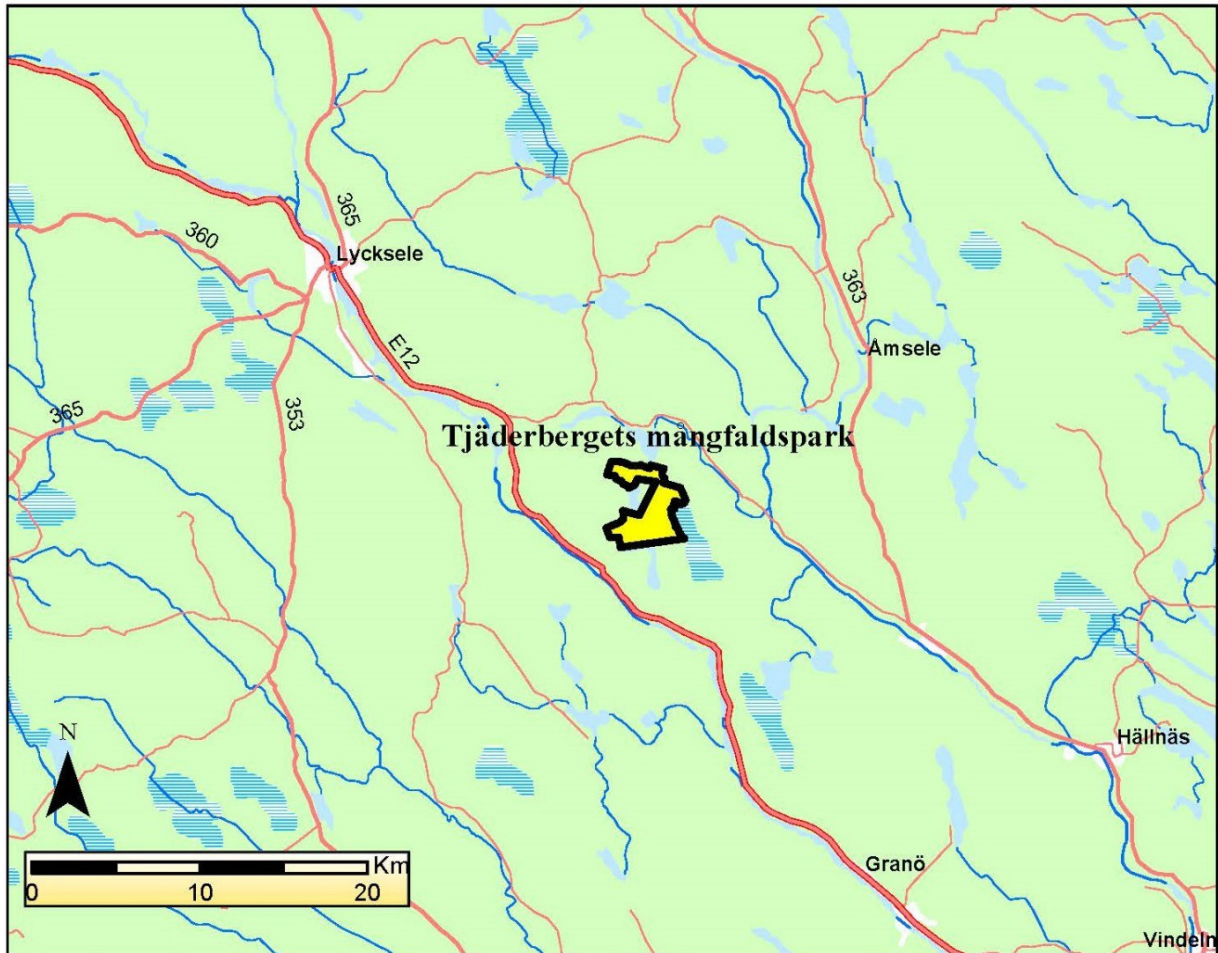 365
360
Lycksele
363
E12
Åmsele
365
353
Tjäderbergets mångfaldspark
N
Hällnäs
Km
0 10 20
Granö
Vindeln